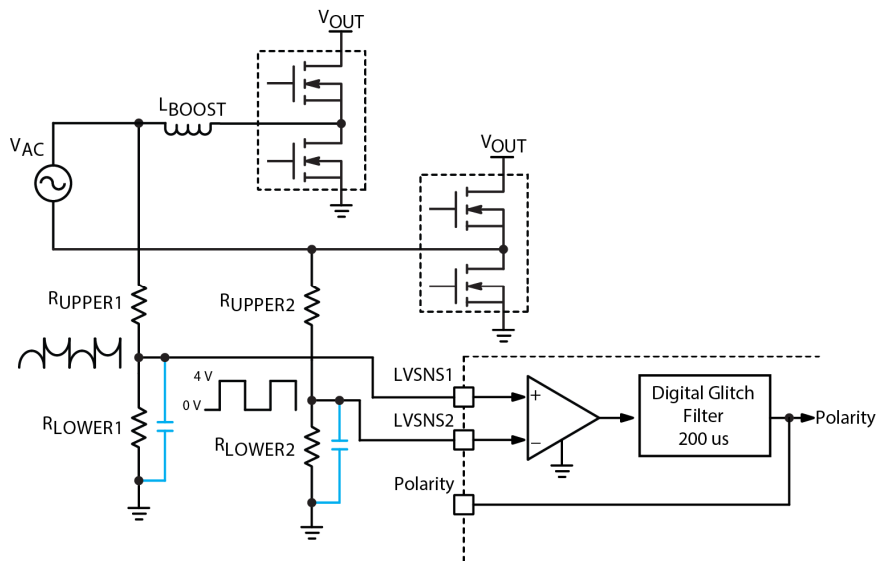 VOUT
LBOOST
VAC
VOUT
RUPPER1
RUPPER2
4 V
0 V
LVSNS1
LVSNS2
RLOWER1
RLOWER2
+
−
Digital Glitch
Filter
200 us
Polarity
Polarity